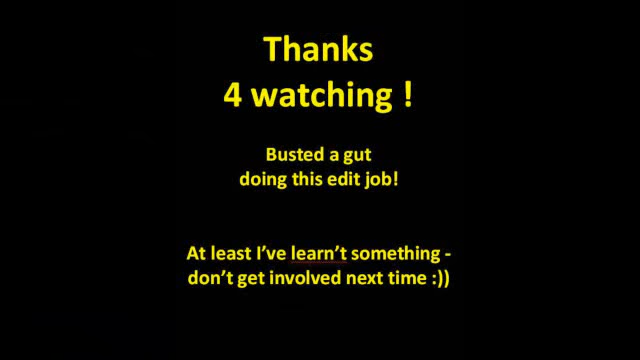 Thanks
4 watching !
Busted a gut
doing this edit job!
At least I’ve learn’t something -
don’t get involved next time :))